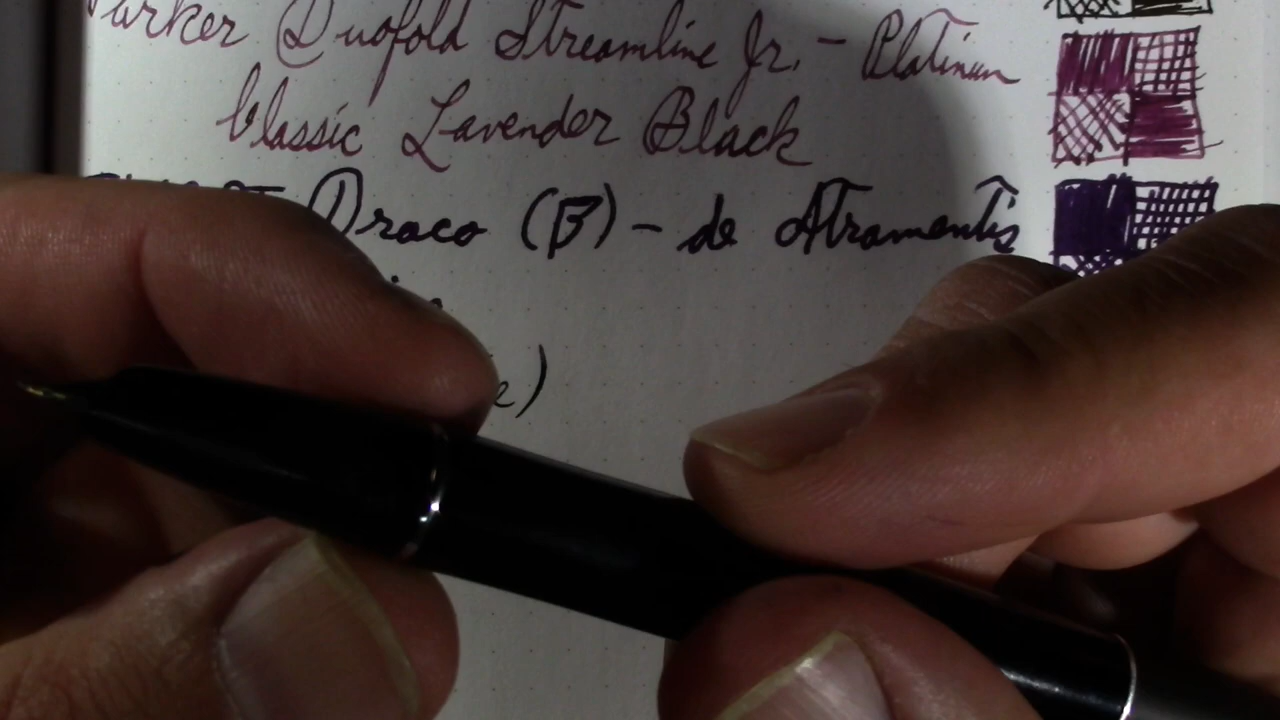 Parker Duofold Streamline Jr. - Platinum
Classic Lavender Black
Draco (B) - de Atramentis